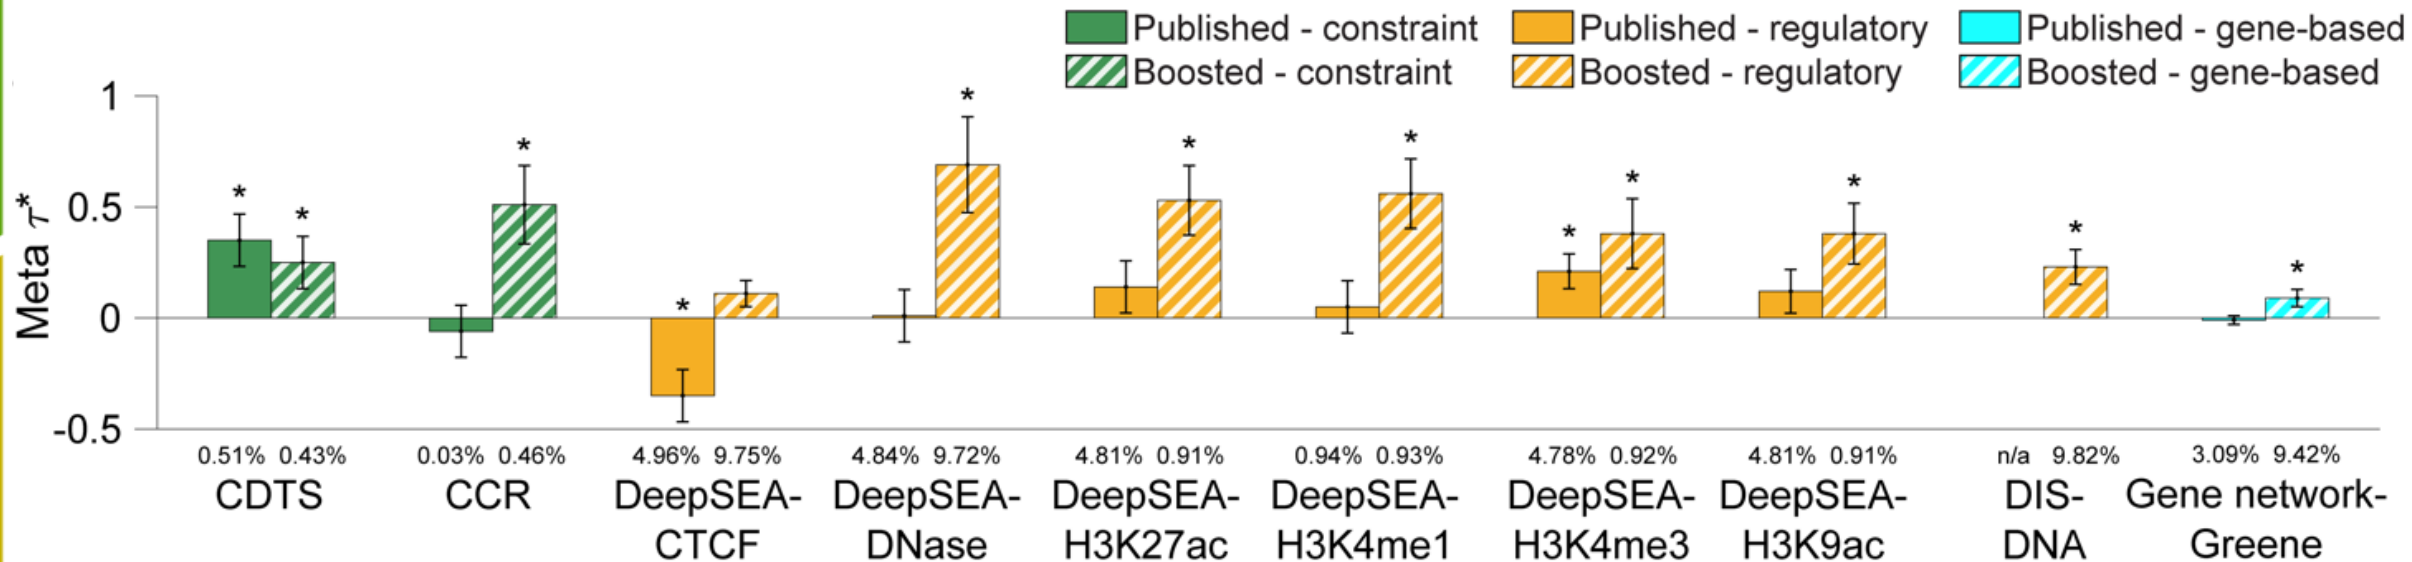 Published - constraint Published - regulatory Published - gene-based
Boosted - constraint Boosted - regulatory Boosted - gene-based
Meta τ*
1
0.5
0
-0.5
* * * * * * * * * * * * *
0.51% 0.43% 0.03% 0.46% 4.96% 9.75% 4.84% 9.72% 4.81% 0.91% 0.94% 0.93% 4.78% 0.92% 4.81% 0.91% n/a 9.82% 3.09% 9.42%
CDTS CCR DeepSEA- DeepSEA- DeepSEA- DeepSEA- DeepSEA- DeepSEA- DIS- Gene network-
CTCF DNase H3K27ac H3K4me1 H3K4me3 H3K9ac DNA Greene